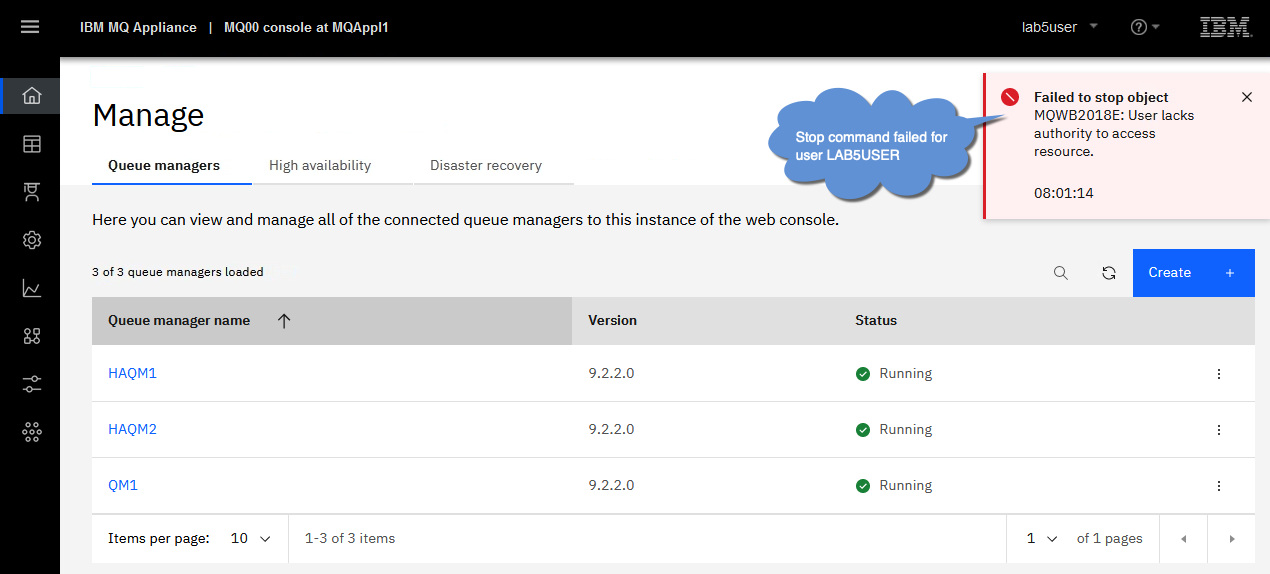 IBM MQ Appliance | MQ00 console at MQAppl1
lab5user
IBM
Manage
Queue managers
High availability
Disaster recovery
Stop command failed for
user LAB5USER
Failed to stop object
MQWB2018E: User lacks
authority to access
resource.
08:01:14
Here you can view and manage all of the connected queue managers to this instance of the web console.
3 of 3 queue managers loaded
Create +
Queue manager name
Version
Status
HAQM1
9.2.2.0
Running
HAQM2
9.2.2.0
Running
QM1
9.2.2.0
Running
Items per page: 10
1-3 of 3 items
1
of 1 pages